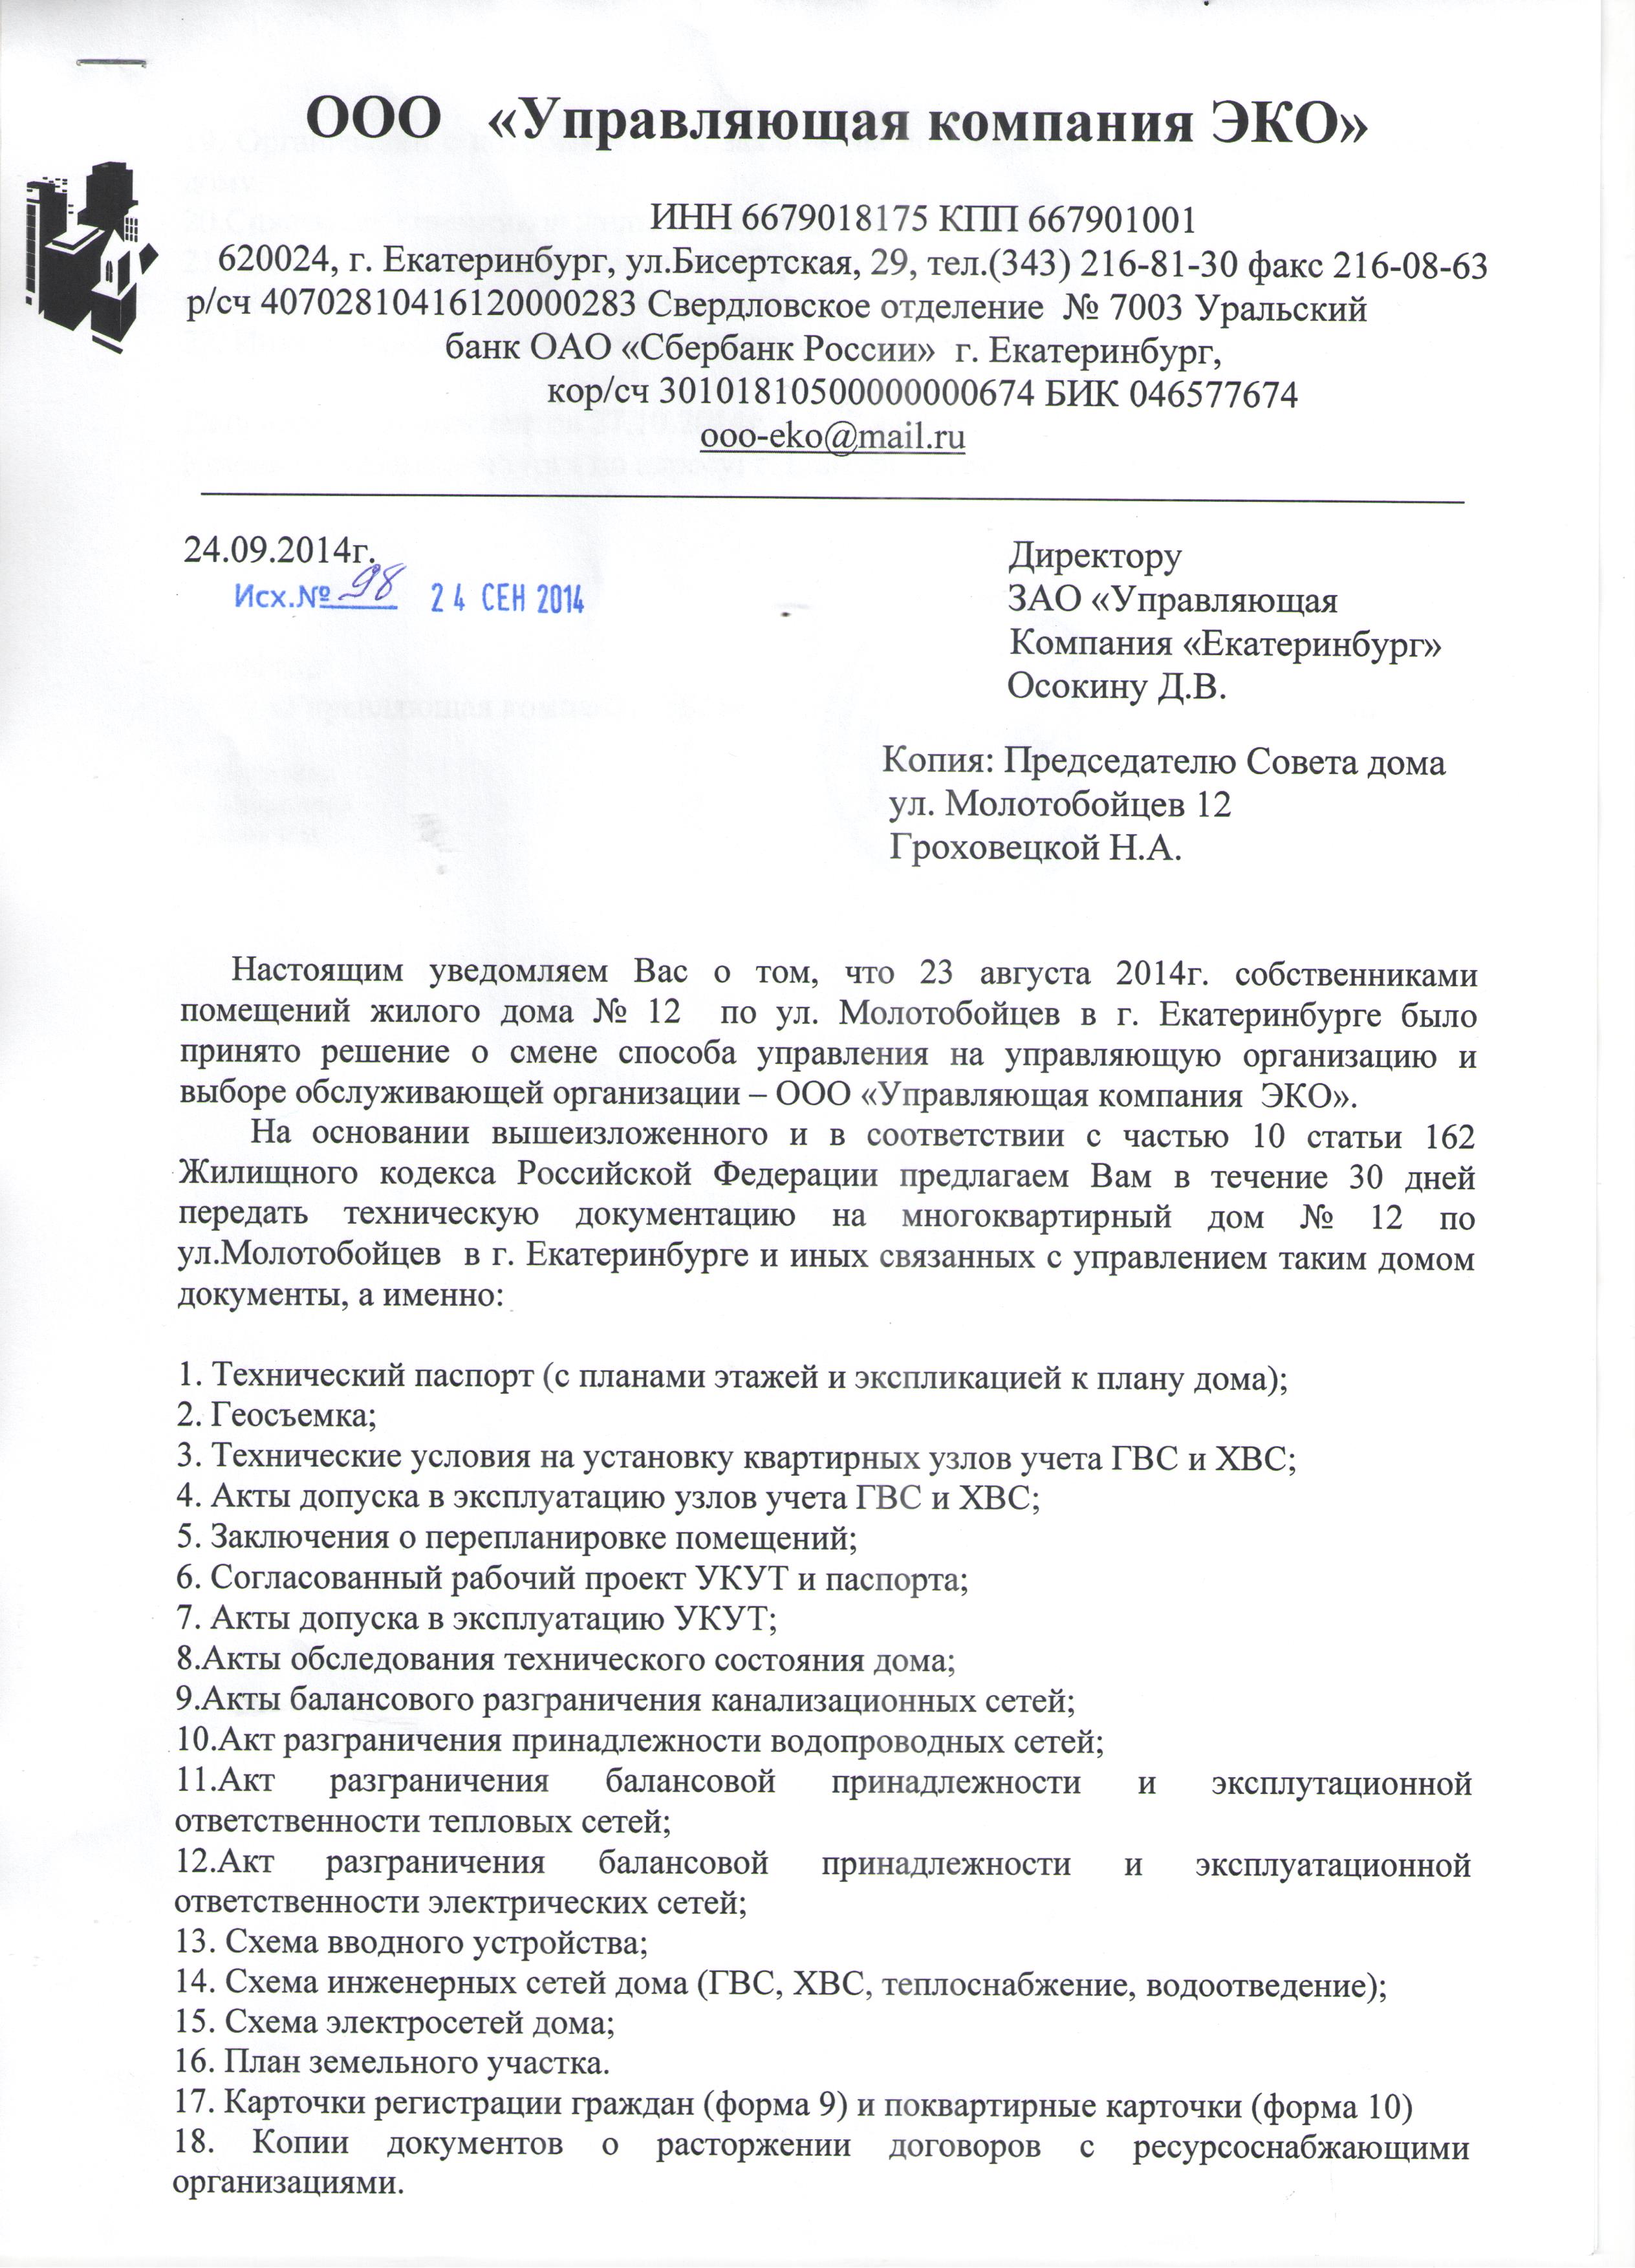 ООО «Управляющая компания ЭКО»
ИНН 6679018175 КПП 667901001
620024, г. Екатеринбург, ул.Бисертская, 29, тел.(343) 216-81-30 факс 216-08-63
р/сч 40702810416120000283 Свердловское отделение № 7003 Уральский
банк ОАО «Сбербанк России» г. Екатеринбург,
кор/сч 30101810500000000674 БИК 046577674
ooo-eko@mail.ru
24.09.2014г.
Исх.№ 98 24 СЕН 2014
Директору
ЗАО «Управляющая
Компания «Екатеринбург»
Осокину Д.В.
Копия: Председателю Совета дома
ул. Молотобойцев 12
Гроховецкой Н.А.
Настоящим уведомляем Вас о том, что 23 августа 2014г. собственниками
помещений жилого дома № 12 по ул. Молотобойцев в г. Екатеринбурге было
принято решение о смене способа управления на управляющую организацию и
выборе обслуживающей организации – ООО «Управляющая компания ЭКО».
На основании вышеизложенного и в соответствии с частью 10 статьи 162
Жилищного кодекса Российской Федерации предлагаем Вам в течение 30 дней
передать техническую документацию на многоквартирный дом № 12 по
ул.Молотобойцев в г. Екатеринбурге и иных связанных с управлением таким домом
документы, а именно:
1. Технический паспорт (с планами этажей и экспликацией к плану дома);
2. Геосъемка;
3. Технические условия на установку квартирных узлов учета ГВС и ХВС;
4. Акты допуска в эксплуатацию узлов учета ГВС и ХВС;
5. Заключения о перепланировке помещений;
6. Согласованный рабочий проект УКУТ и паспорта;
7. Акты допуска в эксплуатацию УКУТ;
8.Акты обследования технического состояния дома;
9.Акты балансового разграничения канализационных сетей;
10.Акт разграничения принадлежности водопроводных сетей;
11.Акт разграничения балансовой принадлежности и эксплутационной
ответственности тепловых сетей;
12.Акт разграничения балансовой принадлежности и эксплуатационной
ответственности электрических сетей;
13. Схема вводного устройства;
14. Схема инженерных сетей дома (ГВС, ХВС, теплоснабжение, водоотведение);
15. Схема электросетей дома;
16. План земельного участка.
17. Карточки регистрации граждан (форма 9) и поквартирные карточки (форма 10)
18. Копии документов о расторжении договоров с ресурсоснабжающими
организациями.